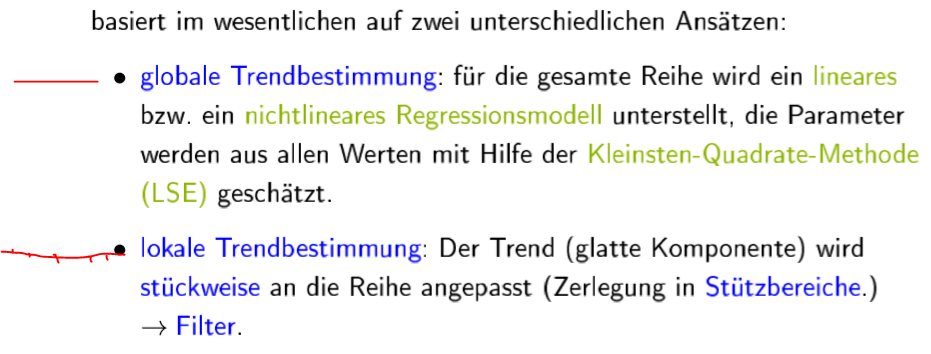 basiert im wesentlichen auf zwei unterschiedlichen Ansätzen:
• globale Trendbestimmung: für die gesamte Reihe wird ein lineares
bzw. ein nichtlineares Regressionsmodell unterstellt, die Parameter
werden aus allen Werten mit Hilfe der Kleinsten-Quadrate-Methode
(LSE) geschätzt.
• lokale Trendbestimmung: Der Trend (glatte Komponente) wird
stückweise an die Reihe angepasst (Zerlegung in Stützbereiche.)
→ Filter.